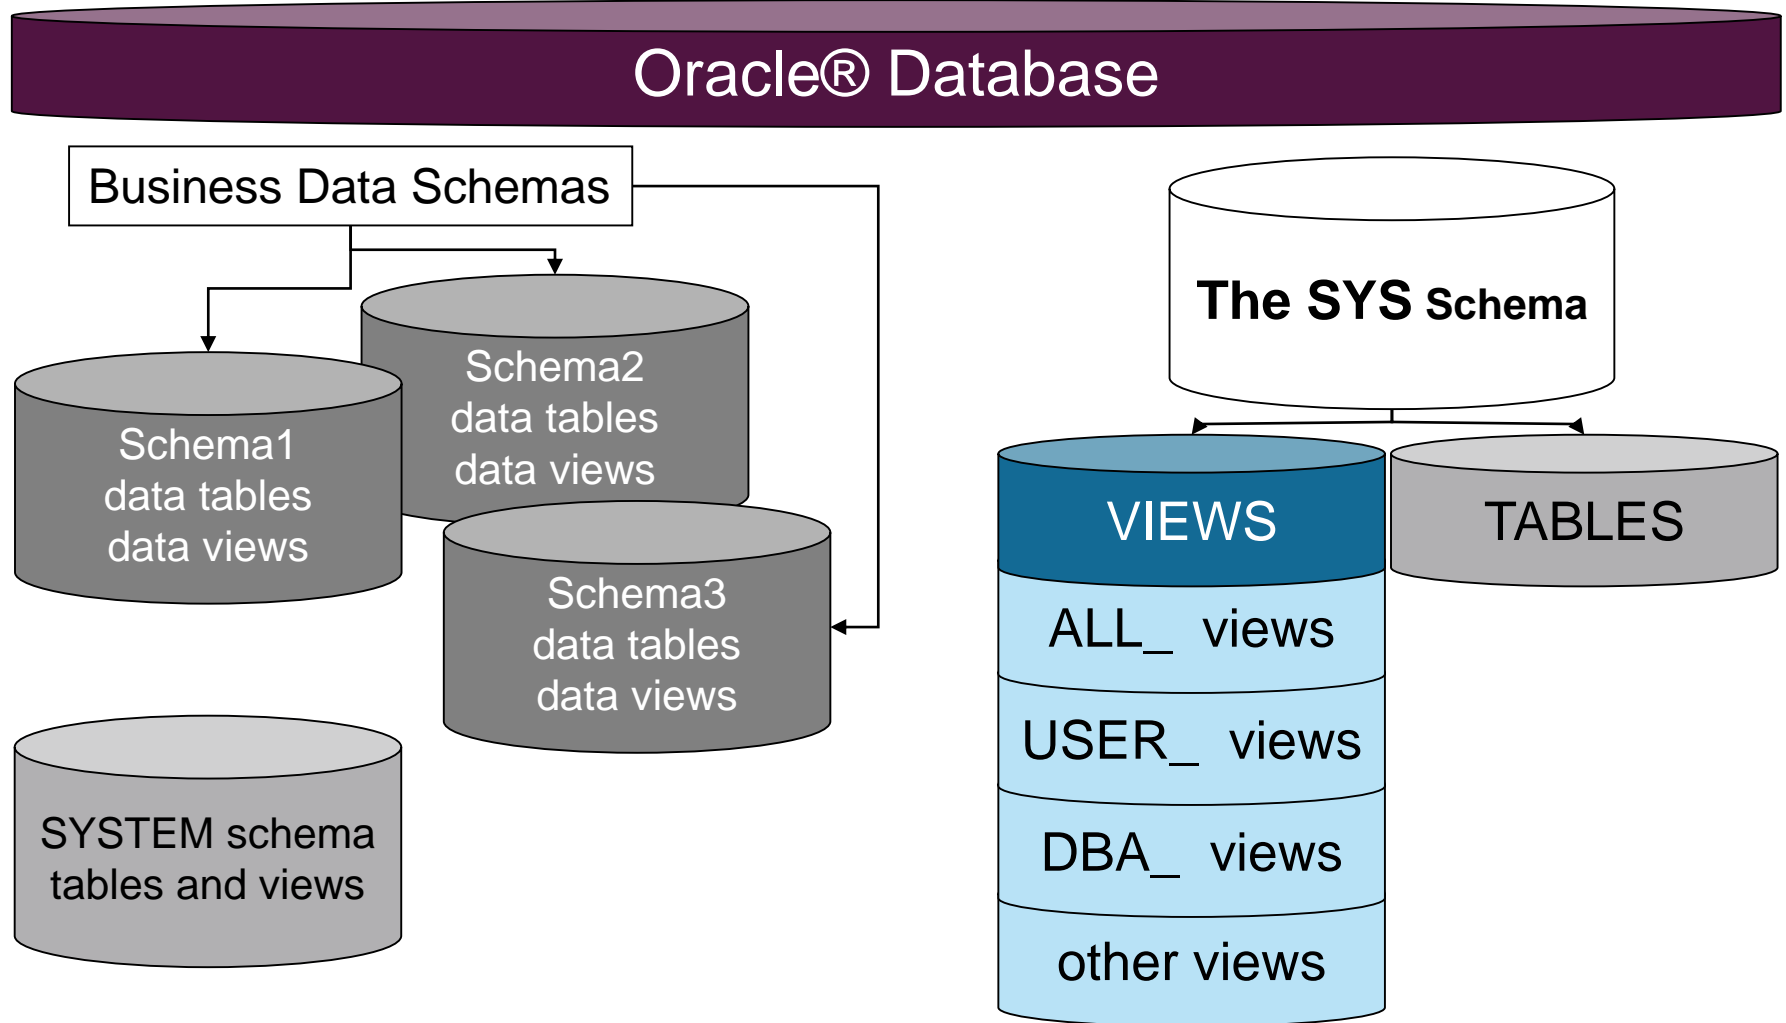 Oracle® Database
Business Data Schemas
Schema1
data tables
data views
Schema2
data tables
data views
Schema3
data tables
data views
SYSTEM schema
tables and views
The SYS Schema
VIEWS
ALL_ views
USER_ views
DBA_ views
other views
TABLES